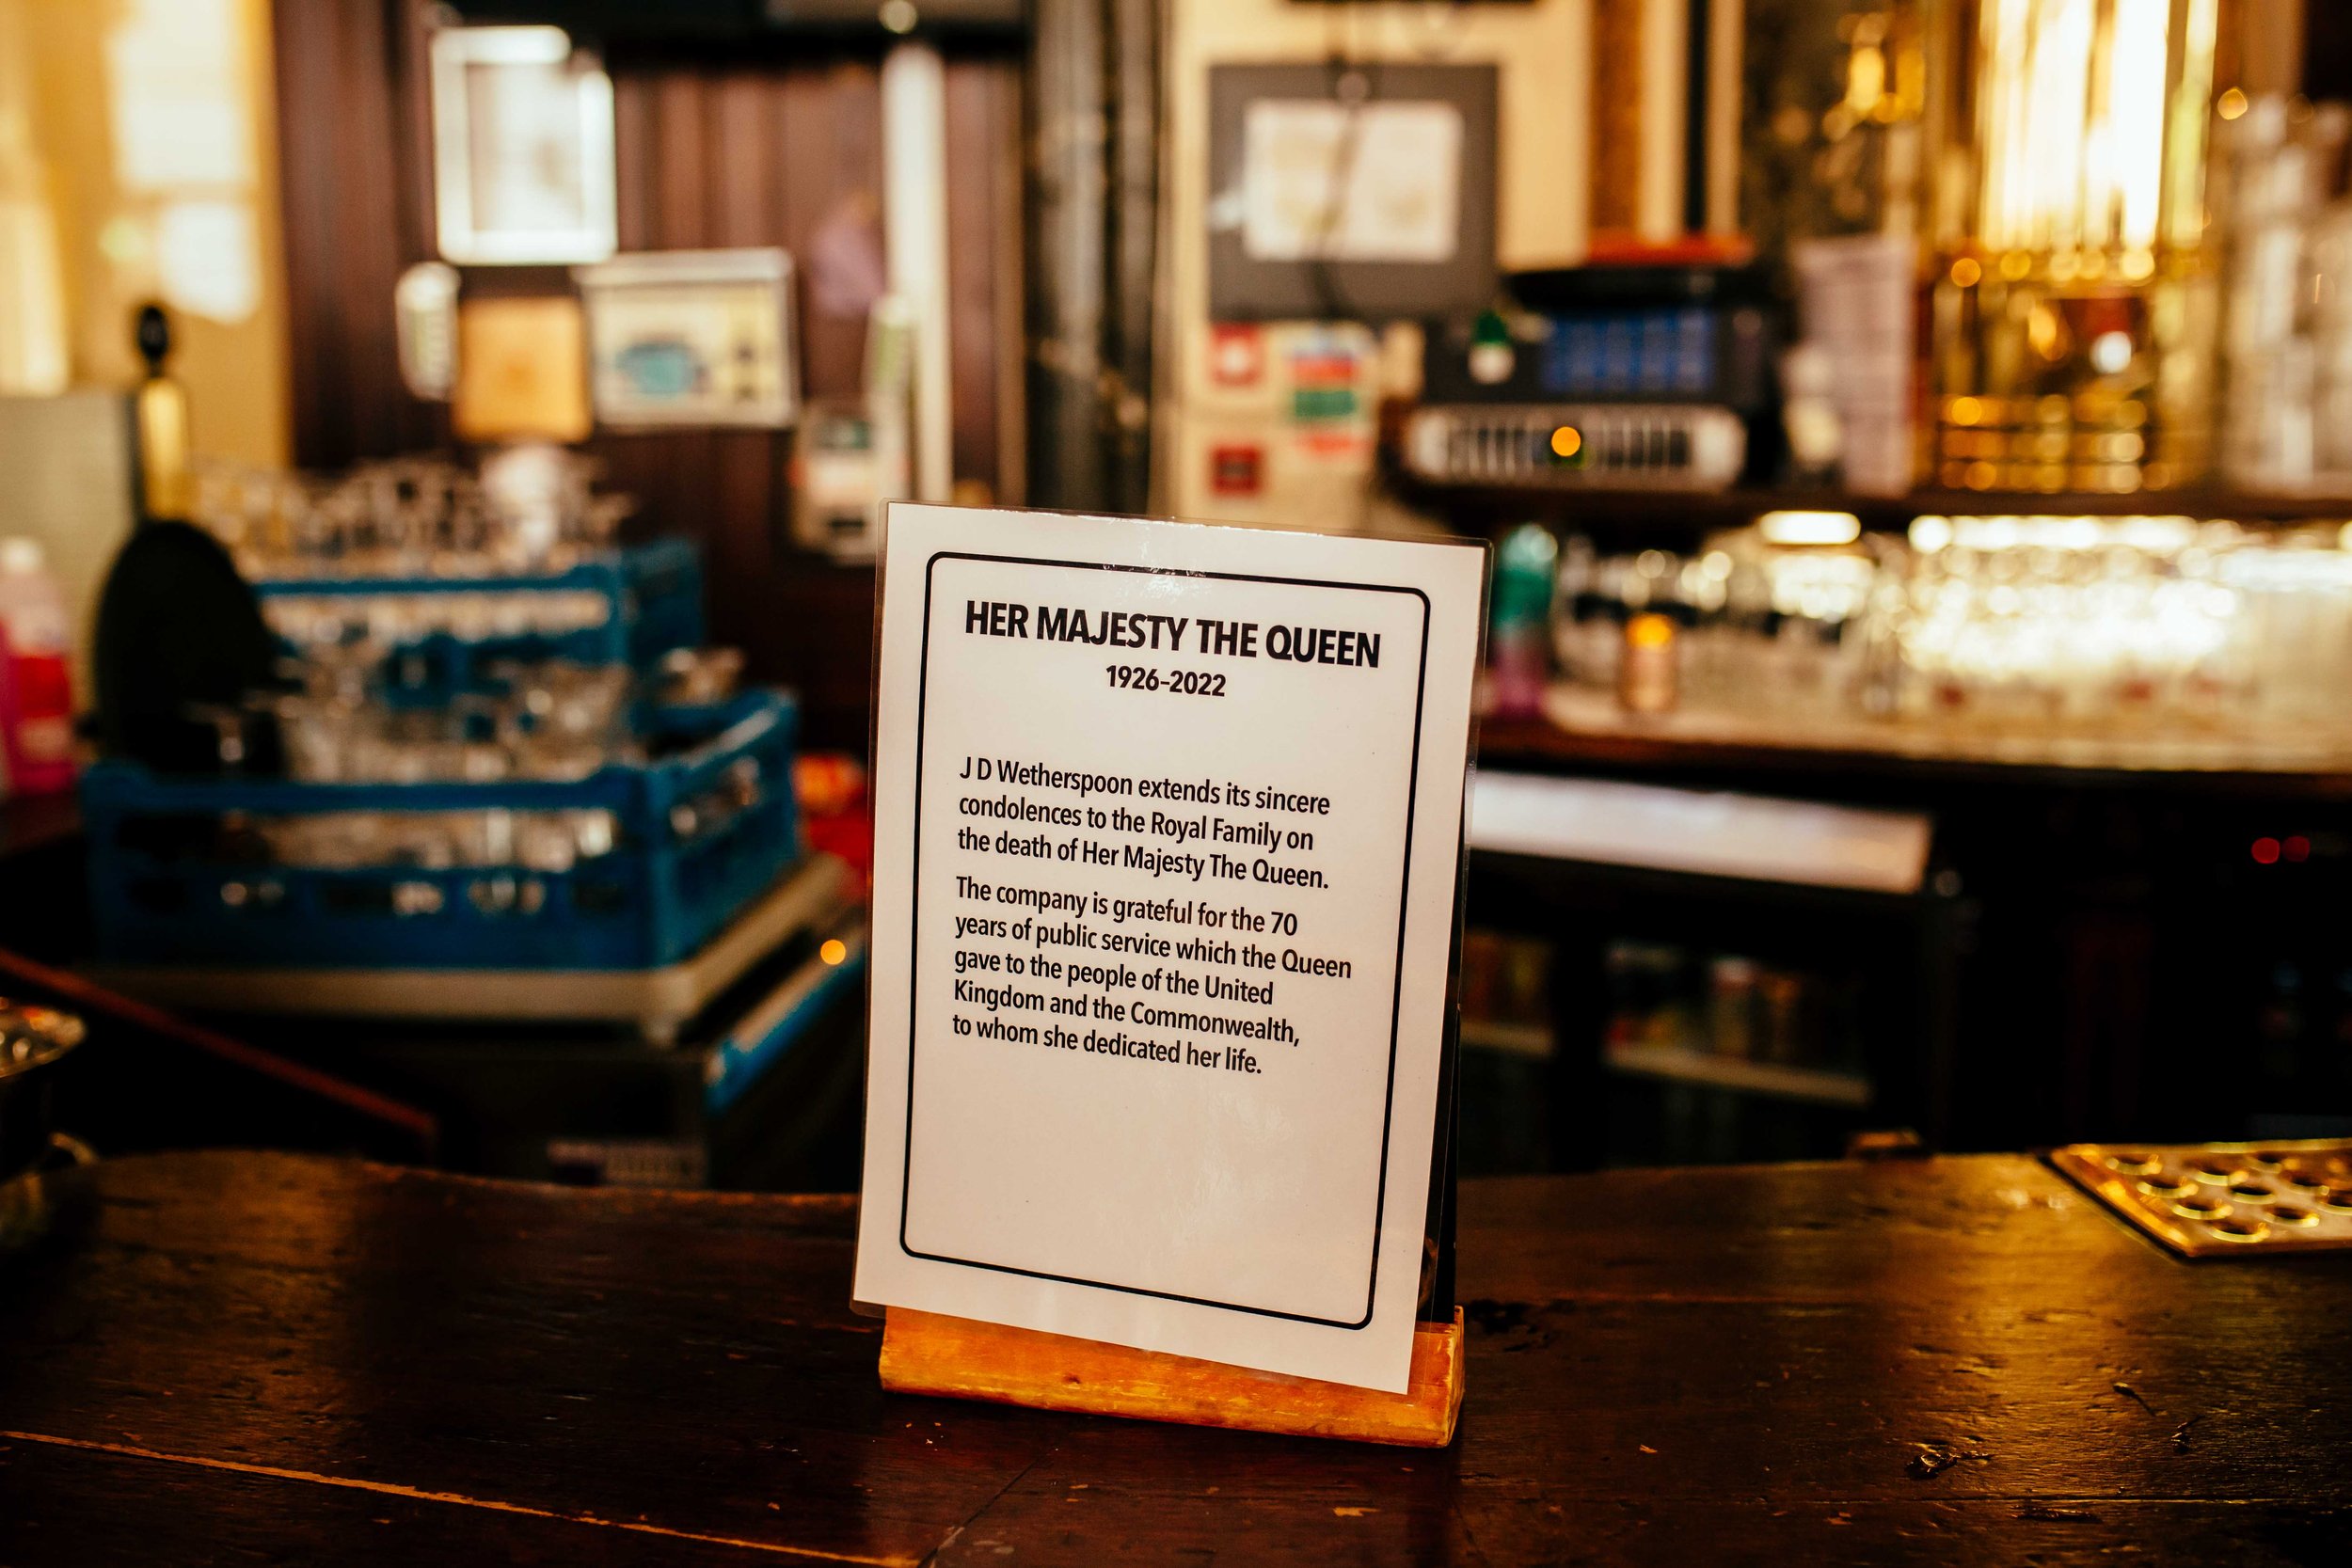 HER MAJESTY THE QUEEN
1926–2022
J D Wetherspoon extends its sincere
condolences to the Royal Family on
the death of Her Majesty The Queen.
The company is grateful for the 70
years of public service which the Queen
gave to the people of the United
Kingdom and the Commonwealth,
to whom she dedicated her life.